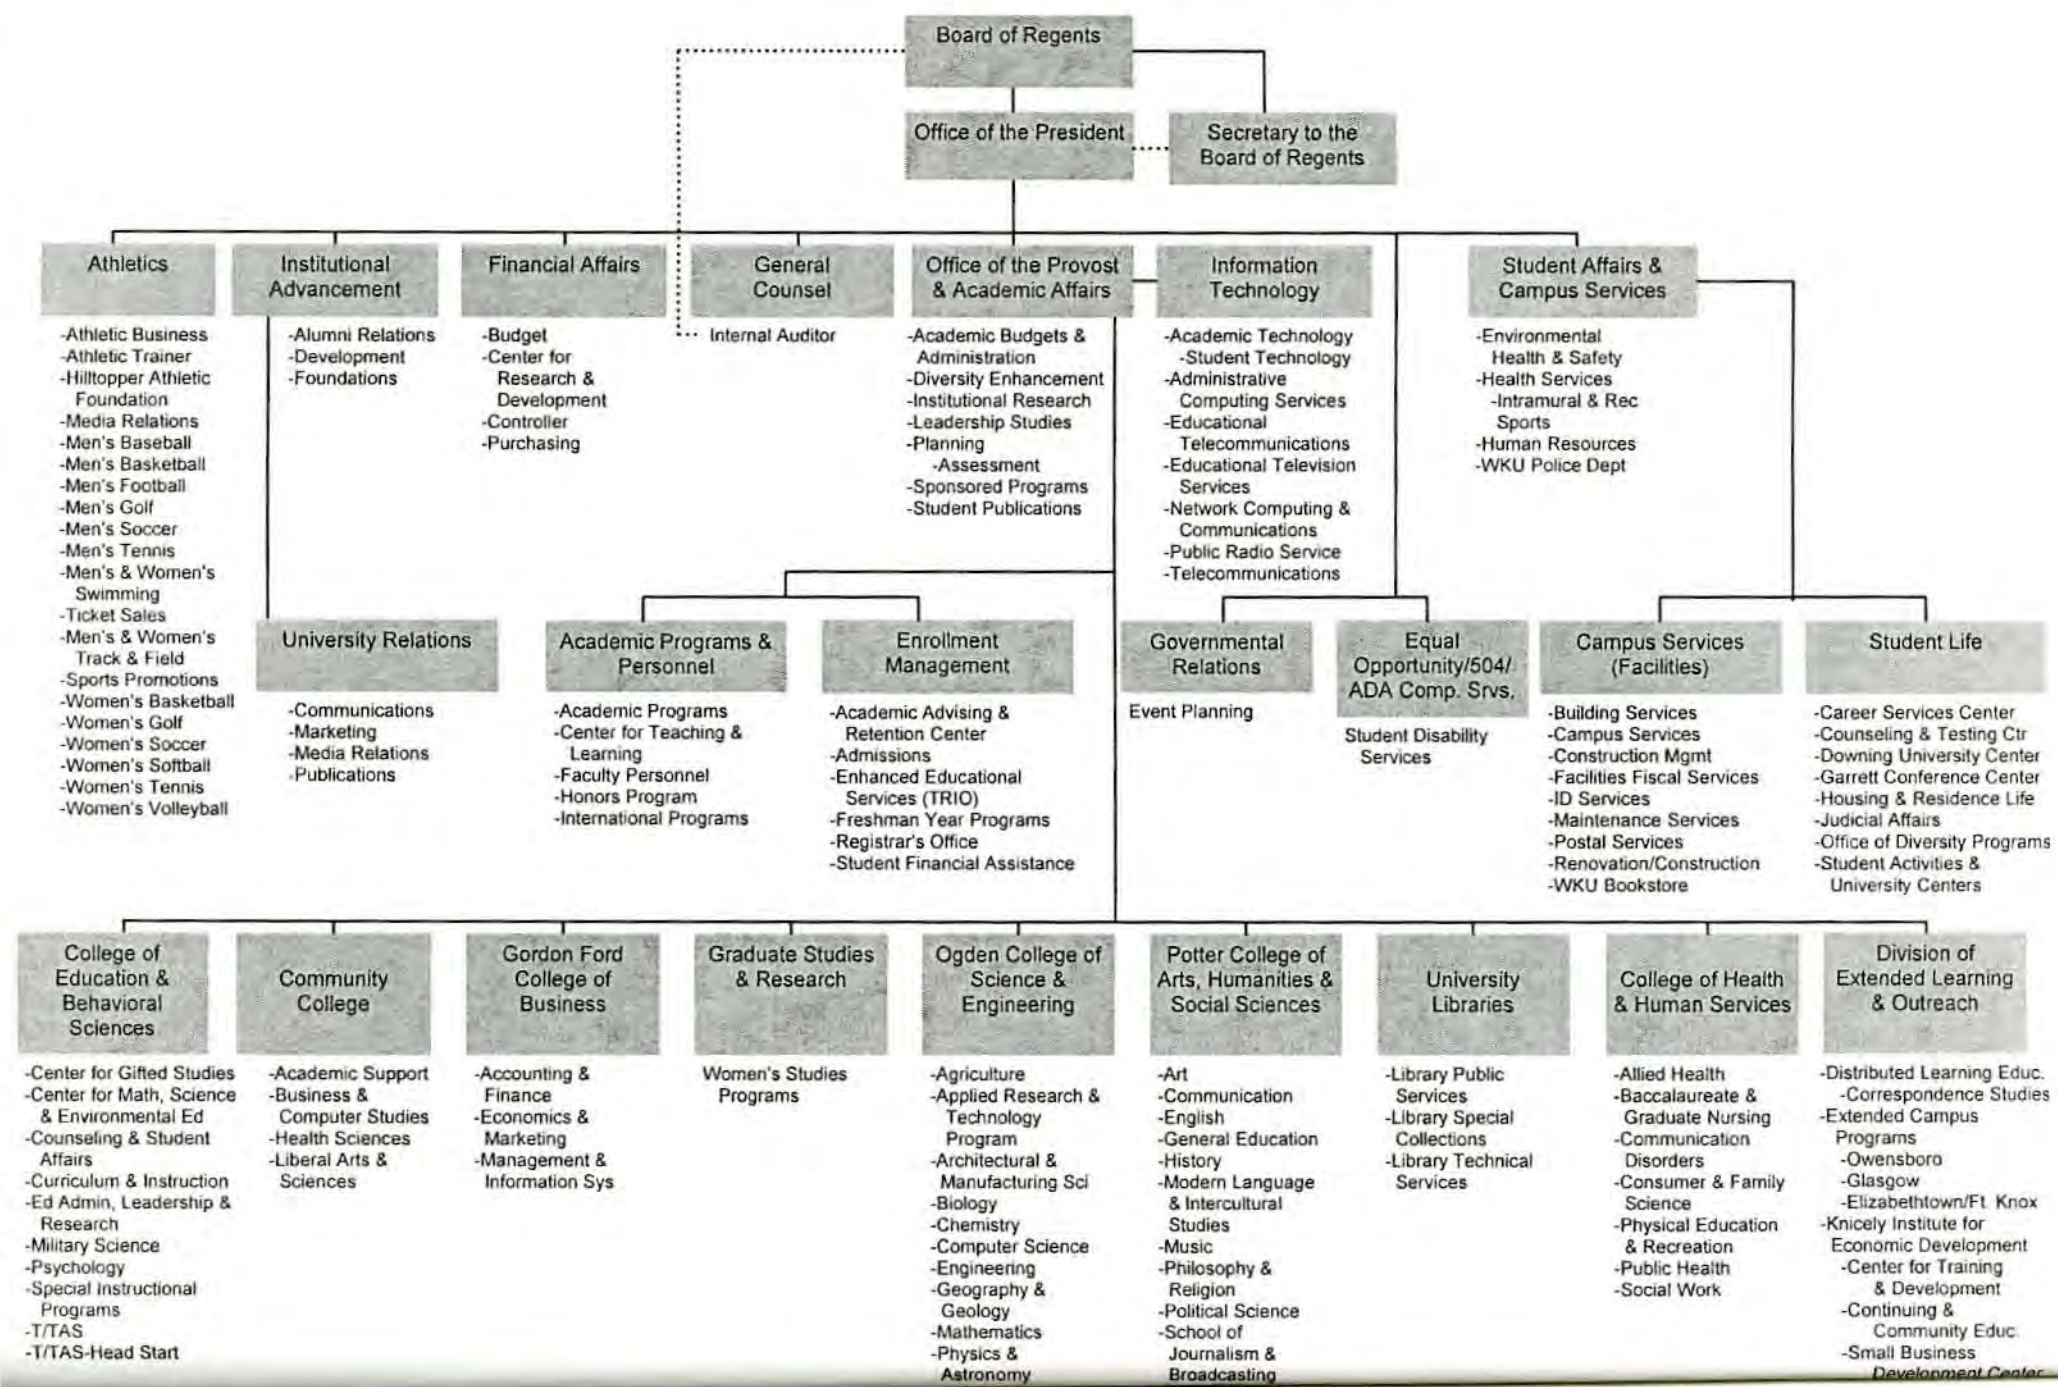 Board of Regents
Office of the President
Secretary to the
Board of Regents
Athletics
-Athletic Business
-Athletic Trainer
-Hilltopper Athletic
Foundation
-Media Relations
-Men's Baseball
-Men's Basketball
-Men's Football
-Men's Golf
-Men's Soccer
-Men's Tennis
-Men's & Women's
Swimming
-Ticket Sales
-Men's & Women's
Track & Field
-Sports Promotions
-Women's Basketball
-Women's Golf
-Women's Soccer
-Women's Softball
-Women's Tennis
-Women's Volleyball
Institutional
Advancement
-Alumni Relations
-Development
-Foundations
Financial Affairs
-Budget
-Center for
Research &
Development
-Controller
-Purchasing
General
Counsel
Internal Auditor
Office of the Provost
& Academic Affairs
-Academic Budgets &
Administration
-Diversity Enhancement
-Institutional Research
-Leadership Studies
-Planning
-Assessment
-Sponsored Programs
-Student Publications
Information
Technology
-Academic Technology
-Student Technology
-Administrative
Computing Services
-Educational
Telecommunications
-Educational Television
Services
-Network Computing &
Communications
-Public Radio Service
-Telecommunications
Student Affairs &
Campus Services
-Environmental
Health & Safety
-Health Services
-Intramural & Rec
Sports
-Human Resources
-WKU Police Dept
University Relations
-Communications
-Marketing
-Media Relations
-Publications
Academic Programs &
Personnel
-Academic Programs
-Center for Teaching &
Learning
-Faculty Personnel
-Honors Program
-International Programs
Enrollment
Management
-Academic Advising &
Retention Center
-Admissions
-Enhanced Educational
Services (TRIO)
-Freshman Year Programs
-Registrar's Office
-Student Financial Assistance
Governmental
Relations
Event Planning
Equal
Opportunity/504/
ADA Comp. Srvs,
Student Disability
Services
Campus Services
(Facilities)
-Building Services
-Campus Services
-Construction Mgmt
-Facilities Fiscal Services
-ID Services
-Maintenance Services
-Postal Services
-Renovation/Construction
-WKU Bookstore
Student Life
-Career Services Center
-Counseling & Testing Ctr
-Downing University Center
-Garrett Conference Center
-Housing & Residence Life
-Judicial Affairs
-Office of Diversity Programs
-Student Activities &
University Centers
College of
Education &
Behavioral
Sciences
-Center for Gifted Studies
-Center for Math, Science
& Environmental Ed
-Counseling & Student
Affairs
-Curriculum & Instruction
-Ed Admin, Leadership &
Research
-Military Science
-Psychology
-Special Instructional
Programs
-T/TAS
-T/TAS-Head Start
Community
College
-Academic Support
-Business &
Computer Studies
-Health Sciences
-Liberal Arts &
Sciences
Gordon Ford
College of
Business
-Accounting &
Finance
-Economics &
Marketing
-Management &
Information Sys
Graduate Studies
& Research
Women's Studies
Programs
Ogden College of
Science &
Engineering
-Agriculture
-Applied Research &
Technology
Program
-Architectural &
Manufacturing Sci
-Biology
-Chemistry
-Computer Science
-Engineering
-Geography &
Geology
-Mathematics
-Physics &
Astronomy
Potter College of
Arts, Humanities &
Social Sciences
-Art
-Communication
-English
-General Education
-History
-Modern Language
& Intercultural
Studies
-Music
-Philosophy &
Religion
-Political Science
-School of
Journalism &
Broadcasting
University
Libraries
-Library Public
Services
-Library Special
Collections
-Library Technical
Services
College of Health
& Human Services
-Allied Health
-Baccalaureate &
Graduate Nursing
-Communication
Disorders
-Consumer & Family
Science
-Physical Education
& Recreation
-Public Health
-Social Work
Division of
Extended Learning
& Outreach
-Distributed Learning Educ.
-Correspondence Studies
-Extended Campus
Programs
-Owensboro
-Glasgow
-Elizabethtown/Ft. Knox
-Knicely Institute for
Economic Development
-Center for Training
& Development
-Continuing &
Community Educ.
-Small Business
Development Center